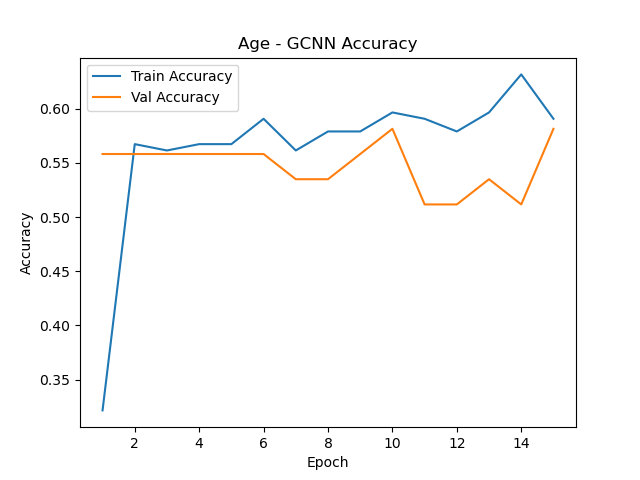 Age - GCNN Accuracy
Train Accuracy
Val Accuracy
Accuracy
0.60
0.55
0.50
0.45
0.40
0.35
2 4 6 8 10 12 14
Epoch